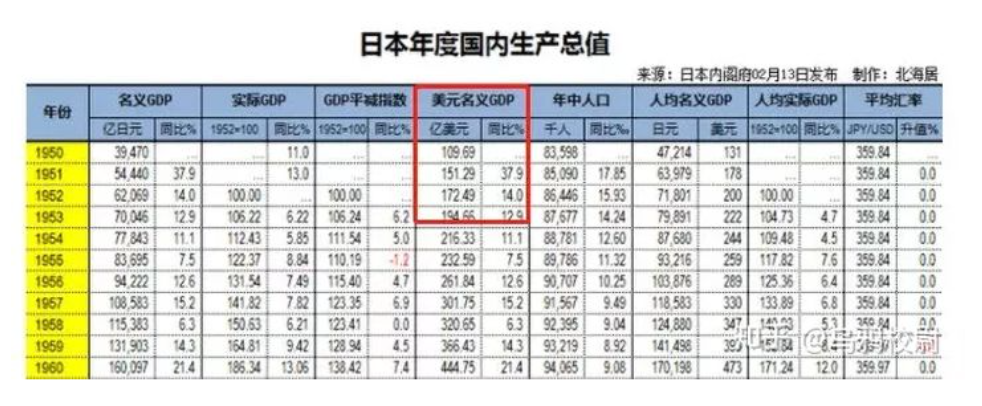 日本年度国内生产总值
来源：日本内阁府02月13日发布 制作：北海居
年份 名义GDP 实际GDP GDP平减指数 美元名义GDP 年中人口 人均名义GDP 人均实际GDP 平均汇率
亿日元 同比% 1952=100 同比% 1952=100 同比% 亿美元 同比% 千人 同比‰ 日元 美元 1952=100 同比% JPY/USD 升值%
1950 39,470 ... ... 11.0 ... ... 109.69 ... 83,598 ... 47,214 131 ... ... 359.84 ...
1951 54,440 37.9 ... 13.0 ... ... 151.29 37.9 85,090 17.85 63,979 178 ... ... 359.84 0.0
1952 62,069 14.0 100.00 ... 100.00 ... 172.49 14.0 86,446 15.93 71,801 200 100.00 ... 359.84 0.0
1953 70,046 12.9 106.22 6.22 106.24 6.2 194.66 12.9 87,677 14.24 79,891 222 104.73 4.7 359.84 0.0
1954 77,843 11.1 112.43 5.85 111.54 5.0 216.33 11.1 88,781 12.60 87,680 244 109.48 4.5 359.84 0.0
1955 83,695 7.5 122.37 8.84 110.19 -1.2 232.59 7.5 89,786 11.32 93,216 259 117.82 7.6 359.84 0.0
1956 94,222 12.6 131.54 7.49 115.40 4.7 261.84 12.6 90,707 10.25 103,876 289 125.36 6.4 359.84 0.0
1957 108,583 15.2 141.82 7.82 123.35 6.9 301.75 15.2 91,567 9.49 118,583 330 133.89 6.8 359.84 0.0
1958 115,383 6.3 150.63 6.21 123.41 0.0 320.65 6.3 92,395 9.04 124,880 347 359.84 0.0
1959 131,903 14.3 164.81 9.42 128.94 4.5 366.43 14.3 93,219 8.92 141,498
1960 160,097 21.4 186.34 13.06 138.42 7.4 444.75 21.4 94,065 9.08 170,198 473 171.24 12.0 359.97 0.0
知乎 @乌鸦校尉